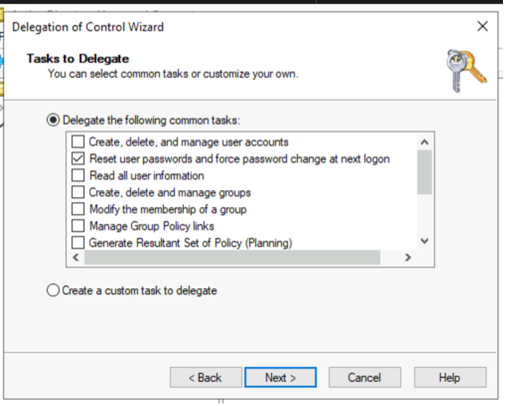 Delegation of Control Wizard
Tasks to Delegate
You can select common tasks or customize your own.
Delegate the following common tasks:
Create, delete, and manage user accounts
Reset user passwords and force password change at next logon
Read all user information
Create, delete and manage groups
Modify the membership of a group
Manage Group Policy links
Generate Resultant Set of Policy (Planning)
Create a custom task to delegate
< Back
Next >
Cancel
Help